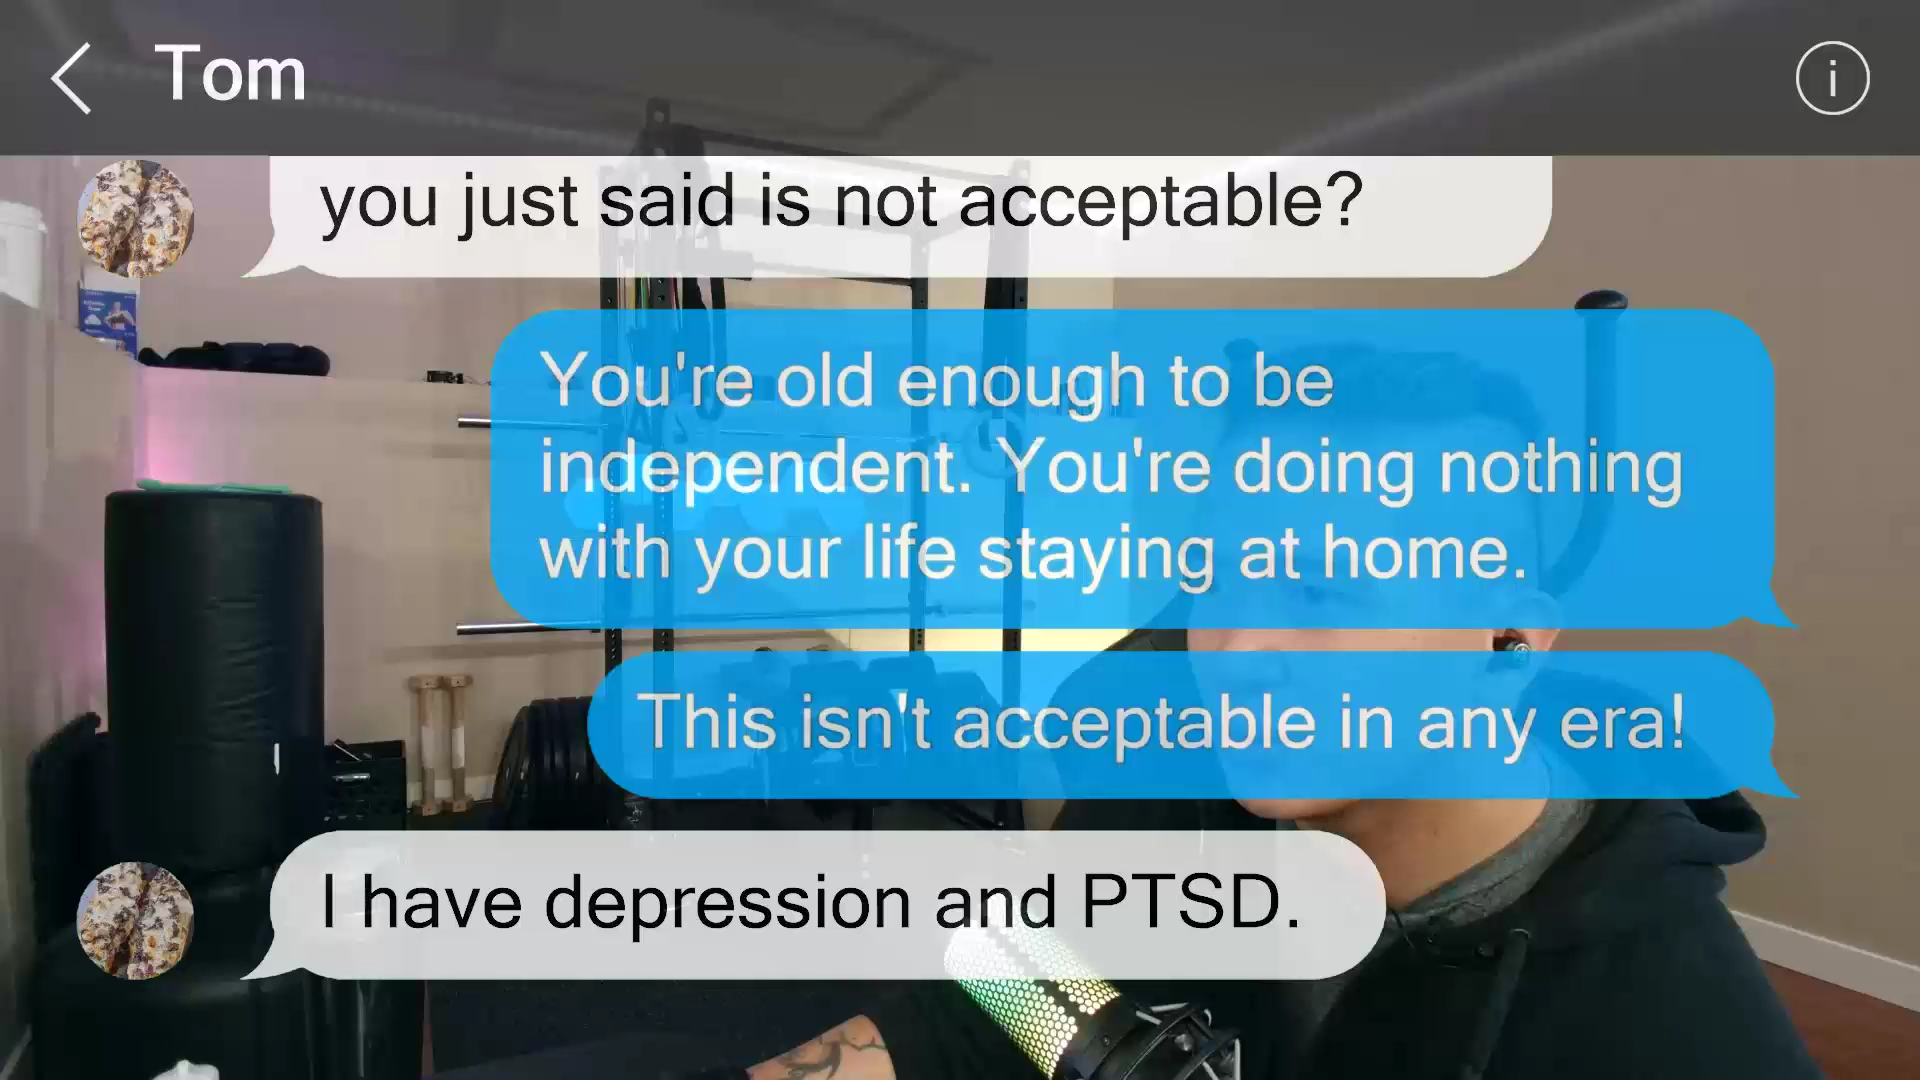 Tom
you just said is not acceptable?
You're old enough to be
independent. You're doing nothing
with your life staying at home.
This isn't acceptable in any era!
I have depression and PTSD.